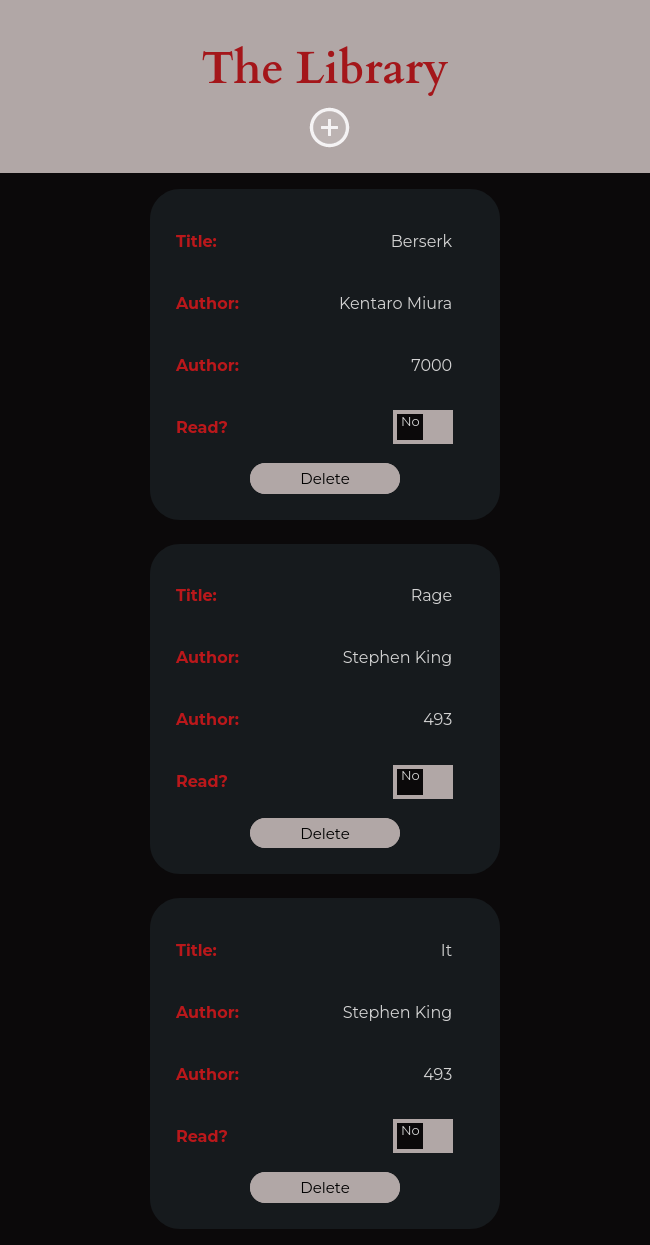 The Library
Title: Berserk
Author: Kentaro Miura
Author: 7000
Read? No
Delete
Title: Rage
Author: Stephen King
Author: 493
Read? No
Delete
Title: It
Author: Stephen King
Author: 493
Read? No
Delete